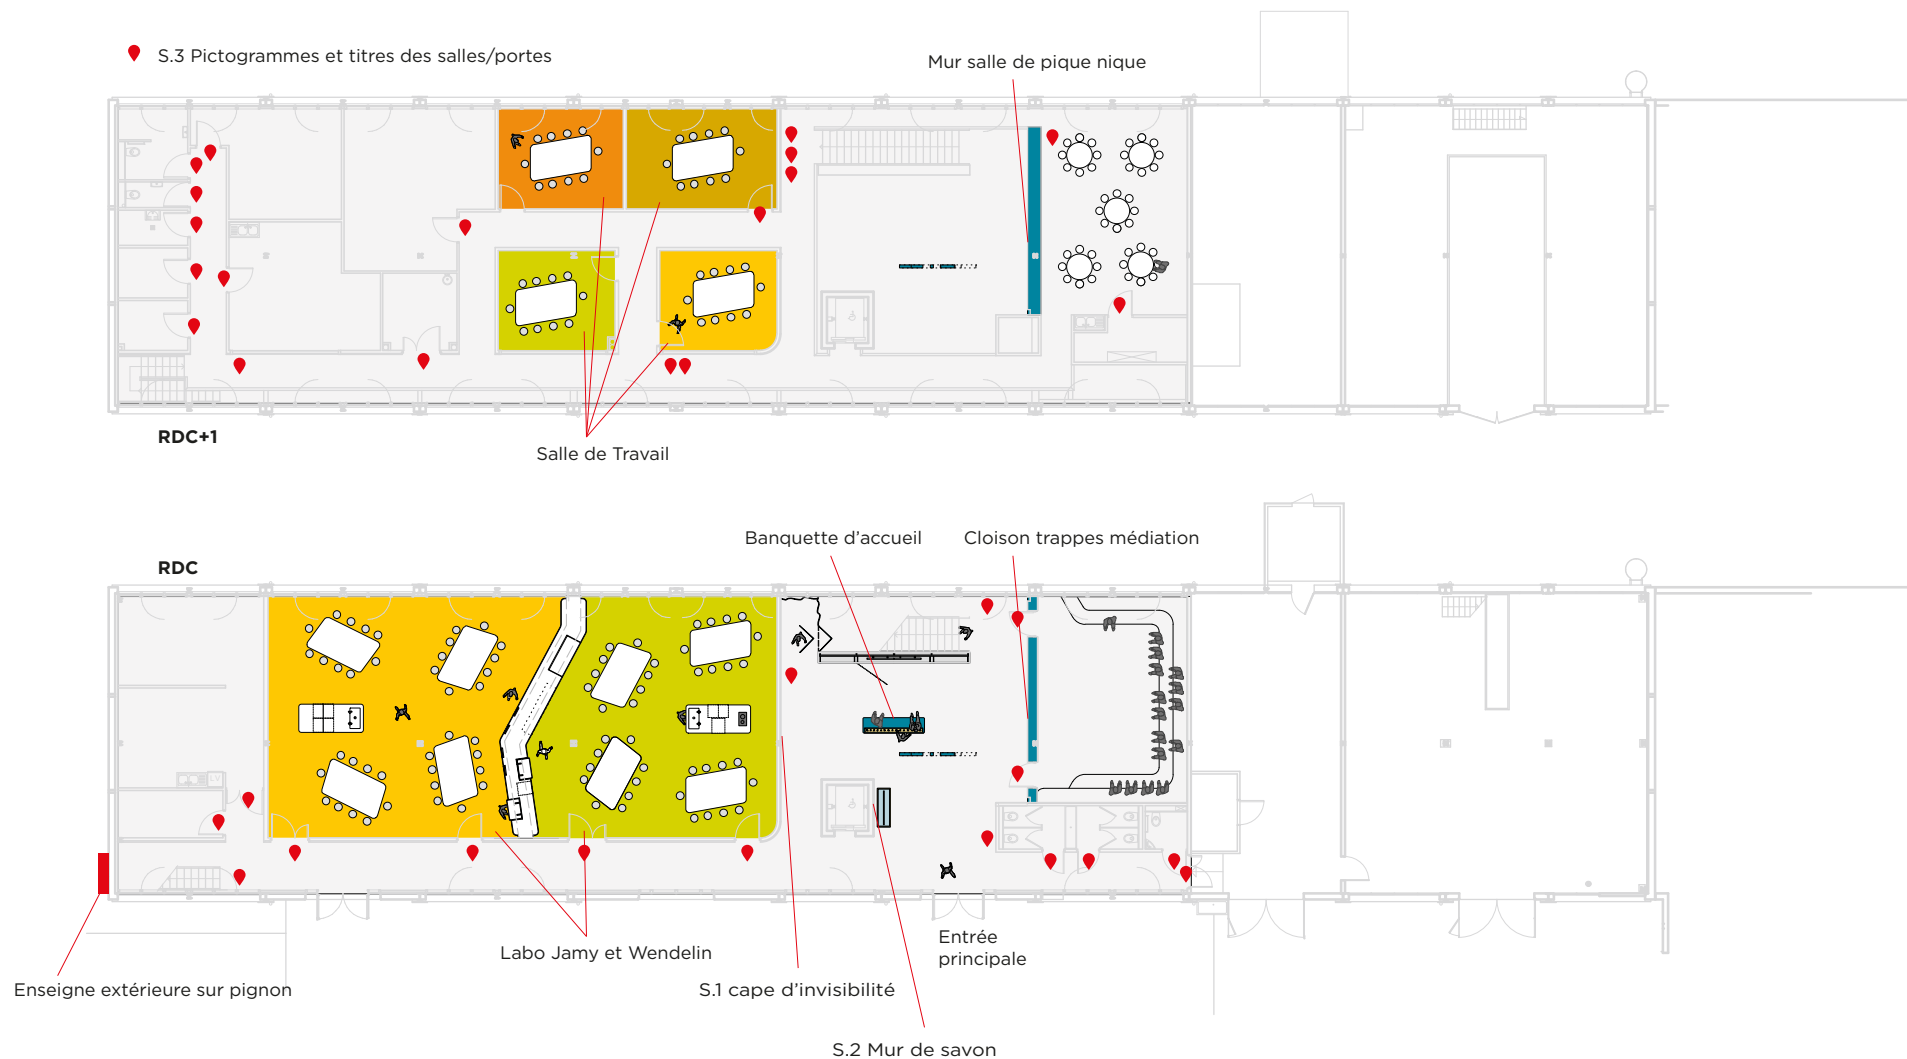 S.3 Pictogrammes et titres des salles/portes
Mur salle de pique nique
RDC+1
Salle de Travail
Banquette d’accueil
Cloison trappes médiation
RDC
Entrée
principale
Labo Jamy et Wendelin
Enseigne extérieure sur pignon
S.1 cape d’invisibilité
S.2 Mur de savon